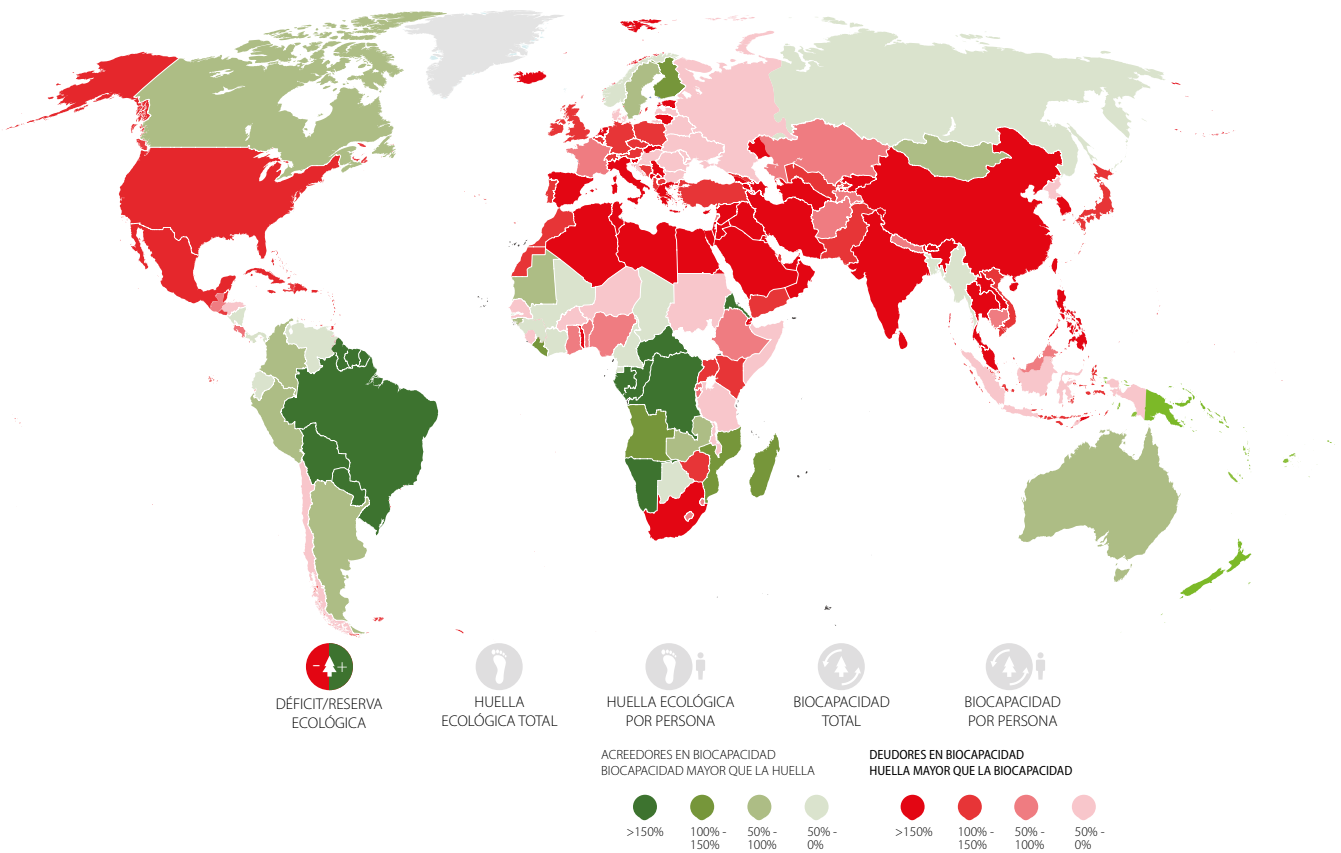 DÉFICIT/RESERVA
ECOLÓGICA
HUELLA
ECOLÓGICA TOTAL
HUELLA ECOLÓGICA
POR PERSONA
BIOCAPACIDAD
TOTAL
BIOCAPACIDAD
POR PERSONA
ACREEDORES EN BIOCAPACIDAD
BIOCAPACIDAD MAYOR QUE LA HUELLA
>150%
100% -
150%
50% -
100%
50% -
0%
DEUDORES EN BIOCAPACIDAD
HUELLA MAYOR QUE LA BIOCAPACIDAD
>150%
100% -
150%
50% -
100%
50% -
0%